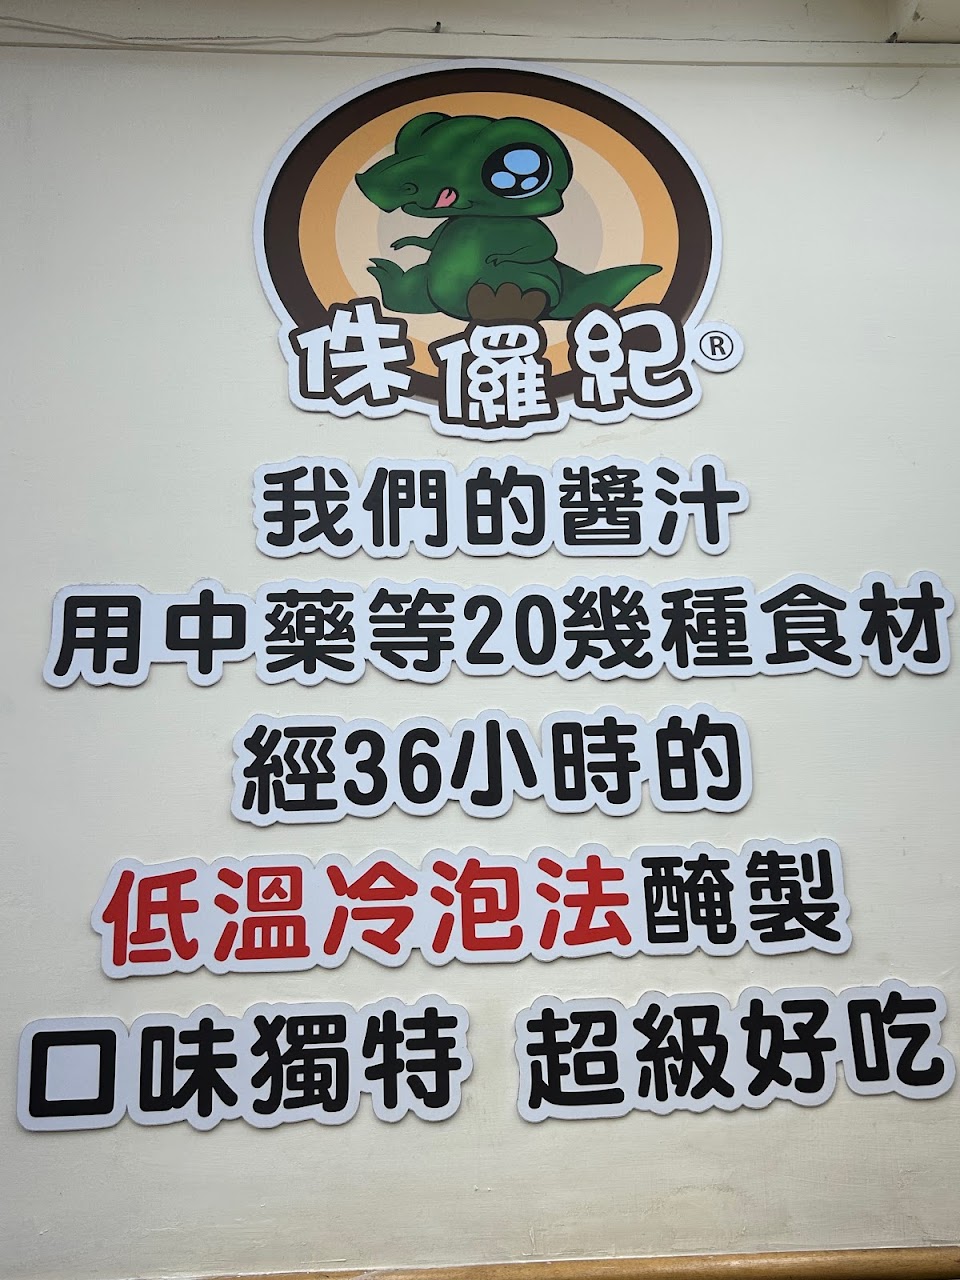 侏儸紀®
我們的醬汁
用中藥等20幾種食材
經36小時的
低溫冷泡法醃製
口味獨特 超級好吃